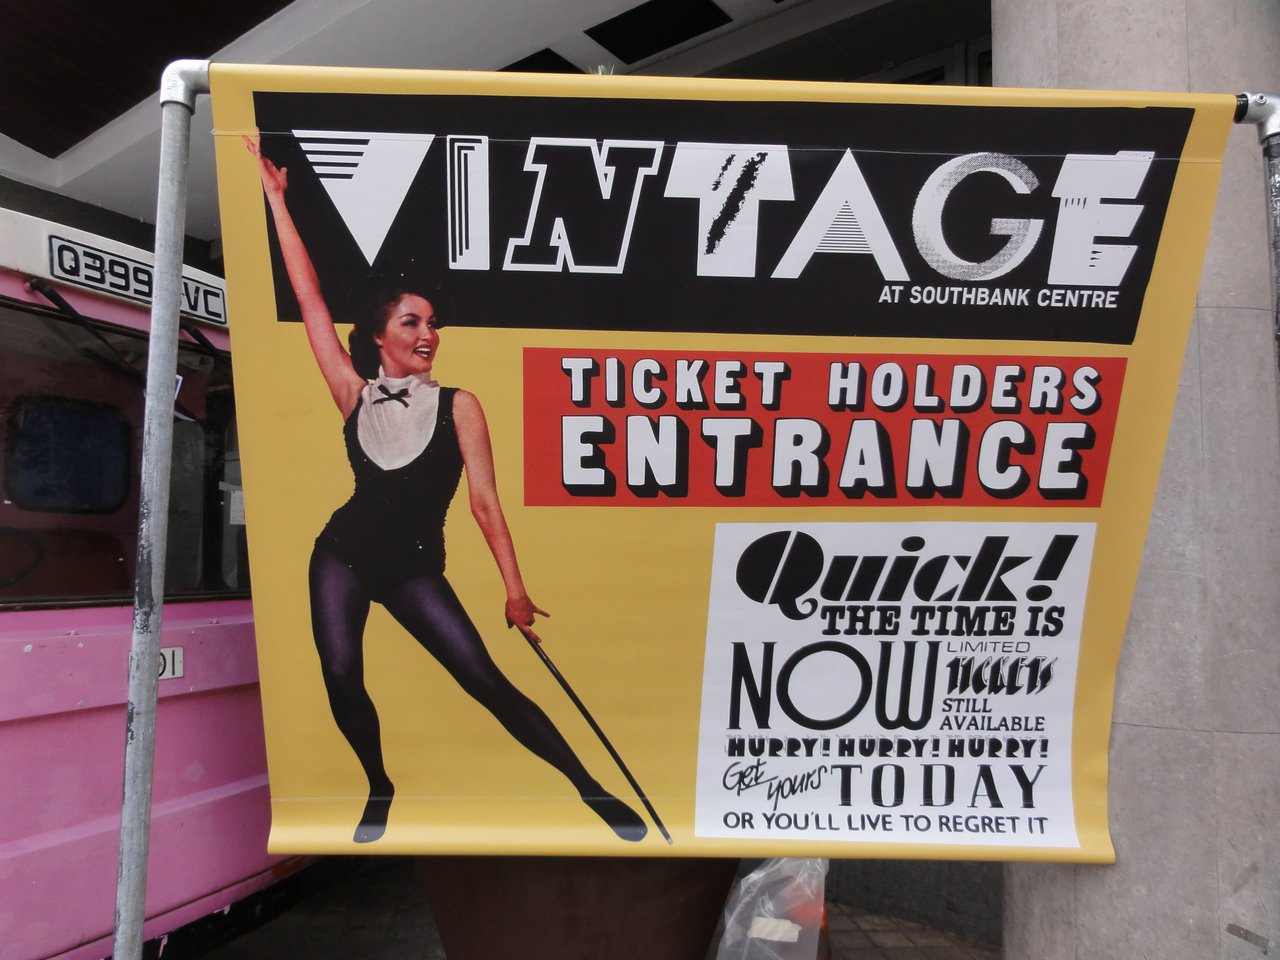 VINTAGE
AT SOUTHBANK CENTRE
TICKET HOLDERS
ENTRANCE
Quick!
THE TIME IS
NOW
LIMITED
TICKETS
STILL
AVAILABLE
HURRY! HURRY! HURRY!
Get yours TODAY
OR YOU'LL LIVE TO REGRET IT